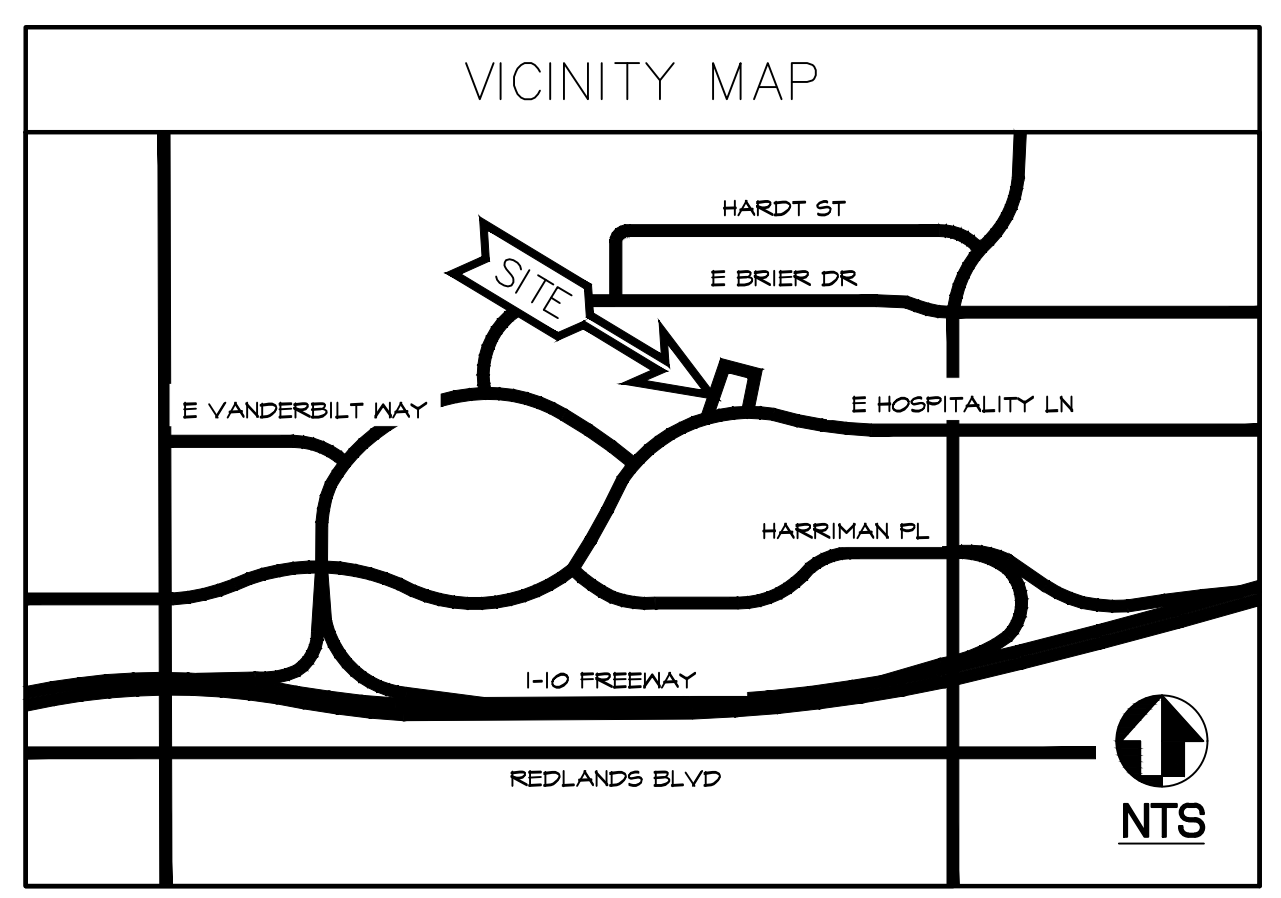 VICINITY MAP
HARDT ST
SITE
E BRIER DR
E VANDERBILT WAY
E HOSPITALITY LN
HARRIMAN PL
I-10 FREEWAY
REDLANDS BLVD
NTS